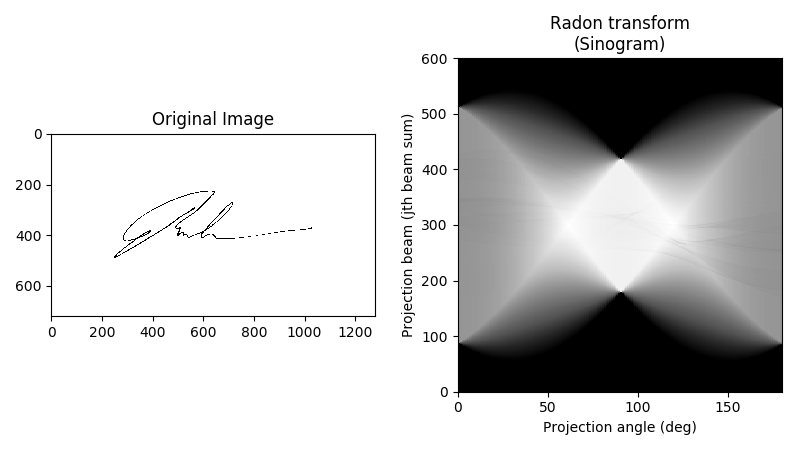 Original Image
0
200
400
600
0 200 400 600 800 1000 1200
Radon transform
(Sinogram)
Projection beam (jth beam sum)
600
500
400
300
200
100
0
0 50 100 150
Projection angle (deg)